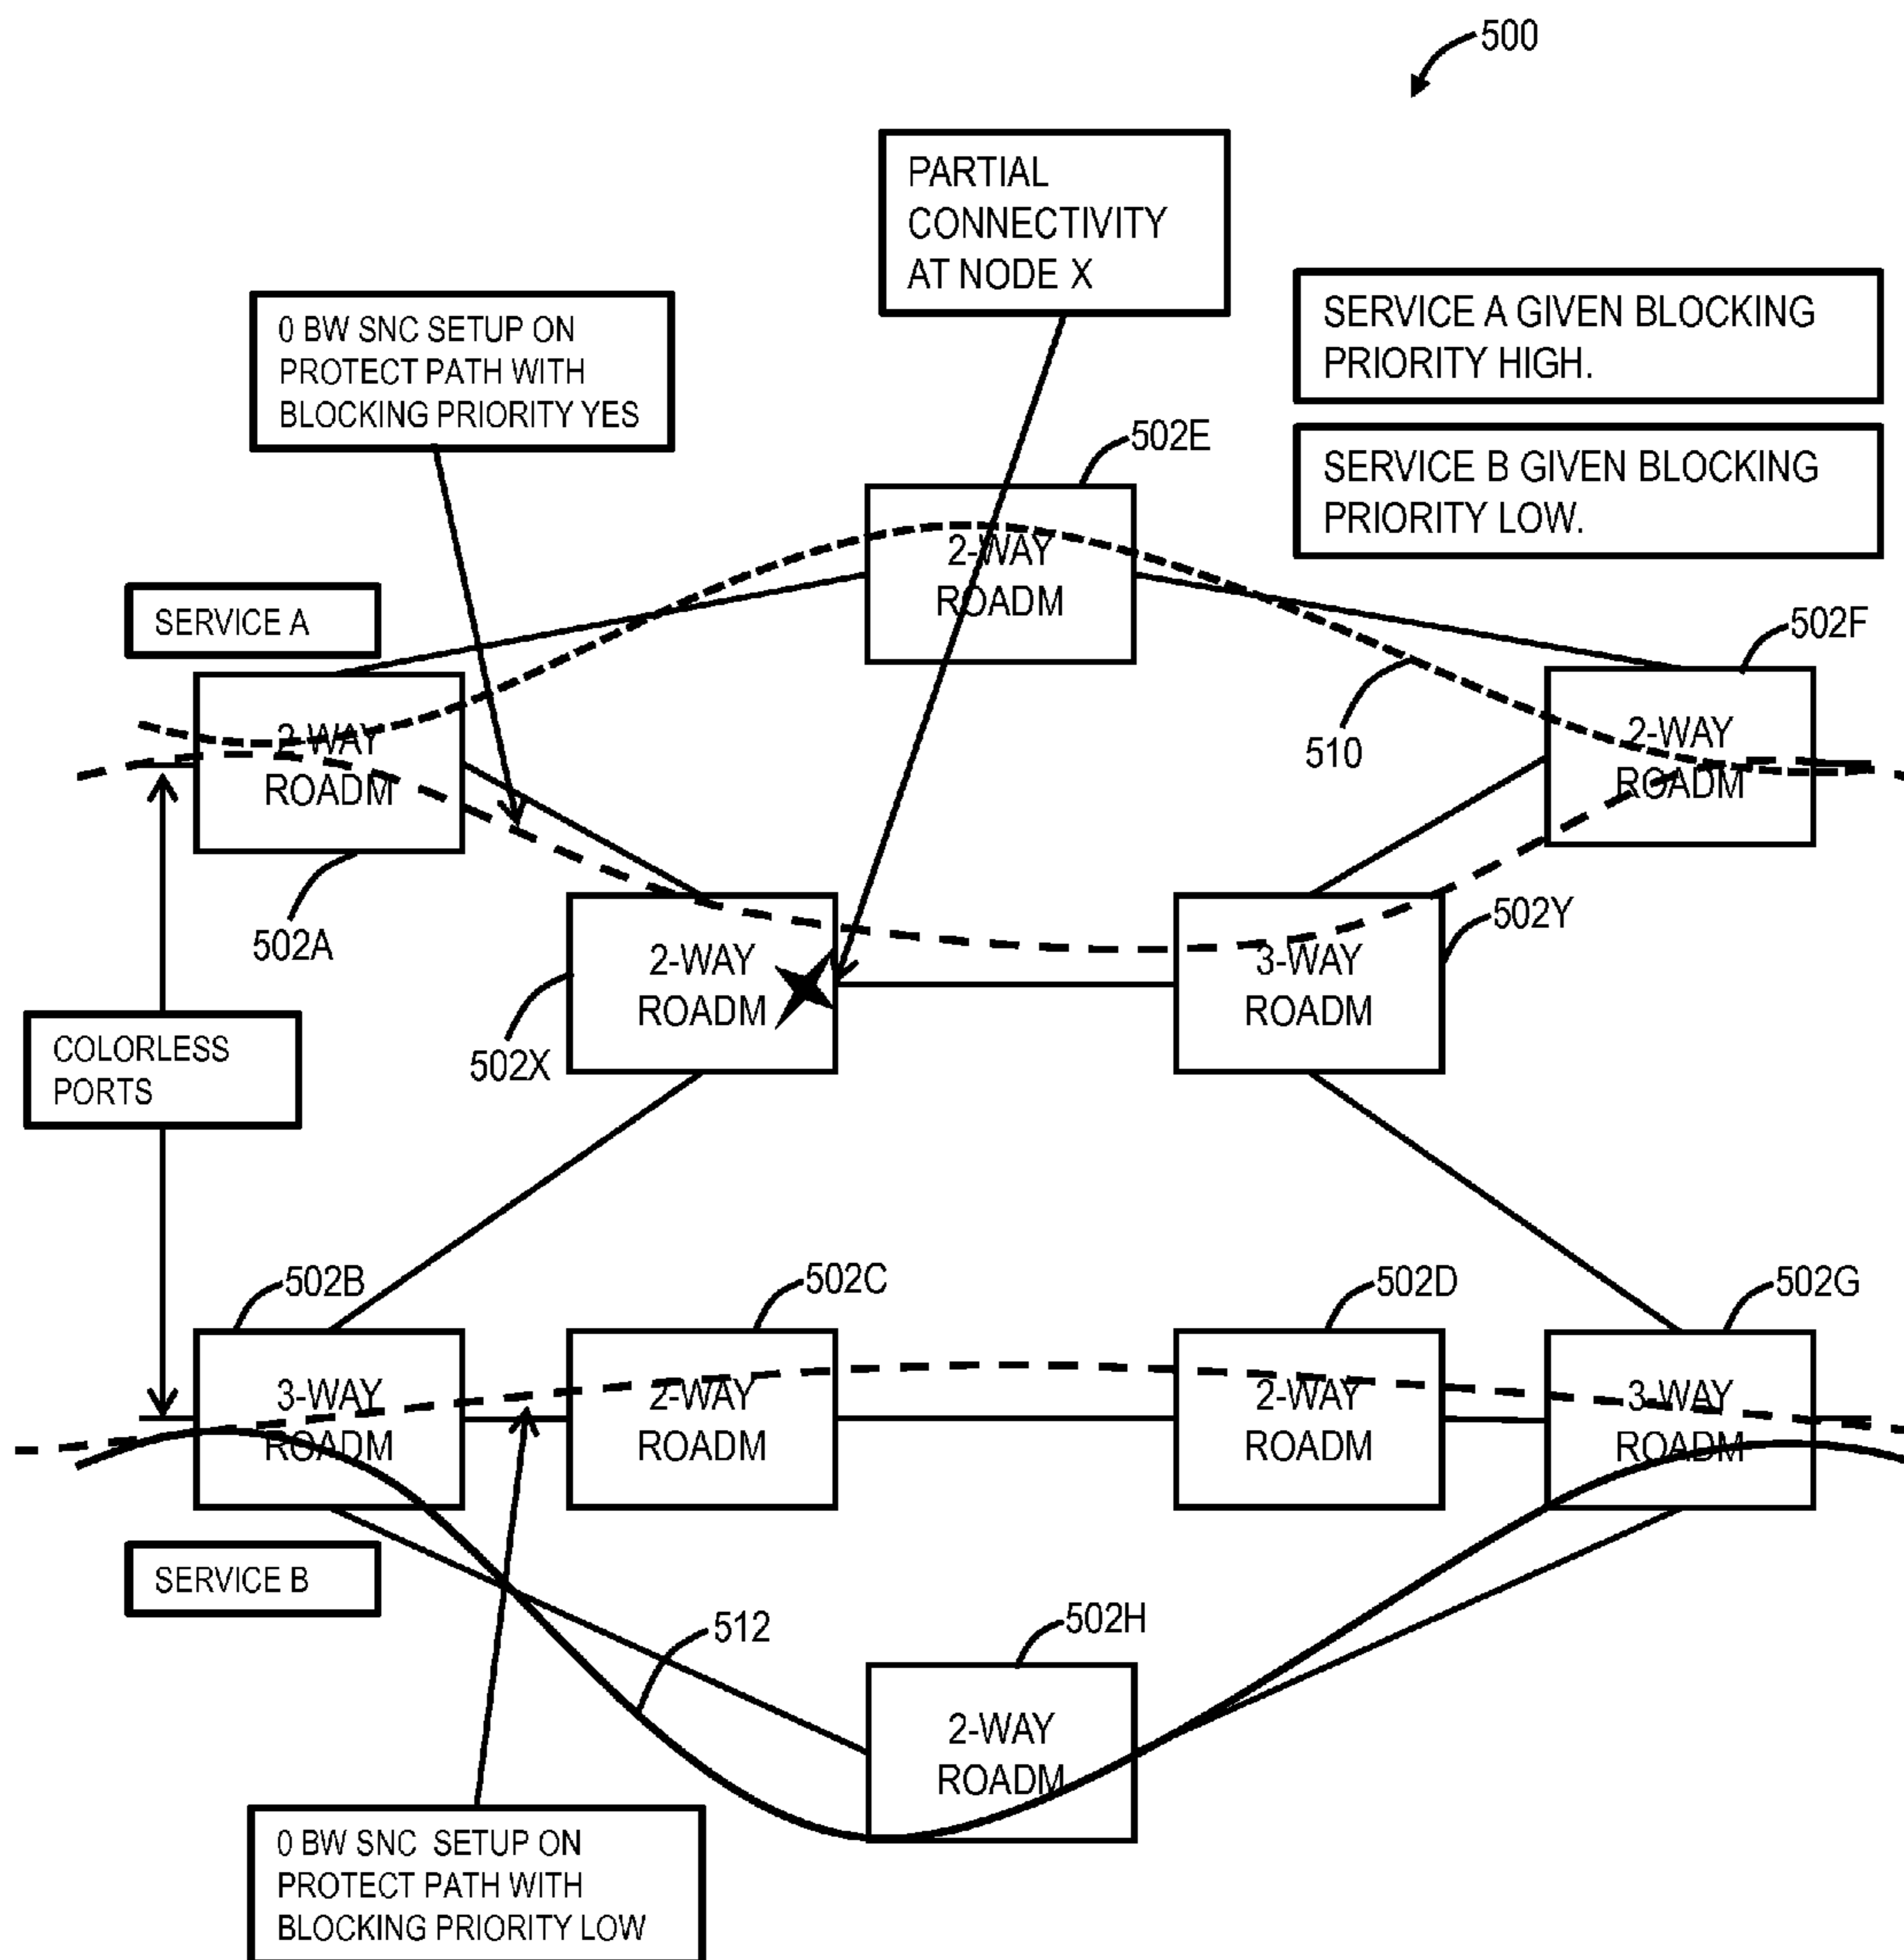 500
PARTIAL
CONNECTIVITY
AT NODE X
SERVICE A GIVEN BLOCKING
PRIORITY HIGH.
0 BW SNC SETUP ON
PROTECT PATH WITH
BLOCKING PRIORITY YES
SERVICE B GIVEN BLOCKING
PRIORITY LOW.
502E
2-WAY
ROADM
SERVICE A
502F
2-WAY
ROADM
510
2-WAY
ROADM
502A
502Y
2-WAY
ROADM
3-WAY
ROADM
502X
COLORLESS
PORTS
502B
502C
502D
502G
3-WAY
ROADM
2-WAY
ROADM
2-WAY
ROADM
3-WAY
ROADM
SERVICE B
512
502H
2-WAY
ROADM
0 BW SNC SETUP ON
PROTECT PATH WITH
BLOCKING PRIORITY LOW